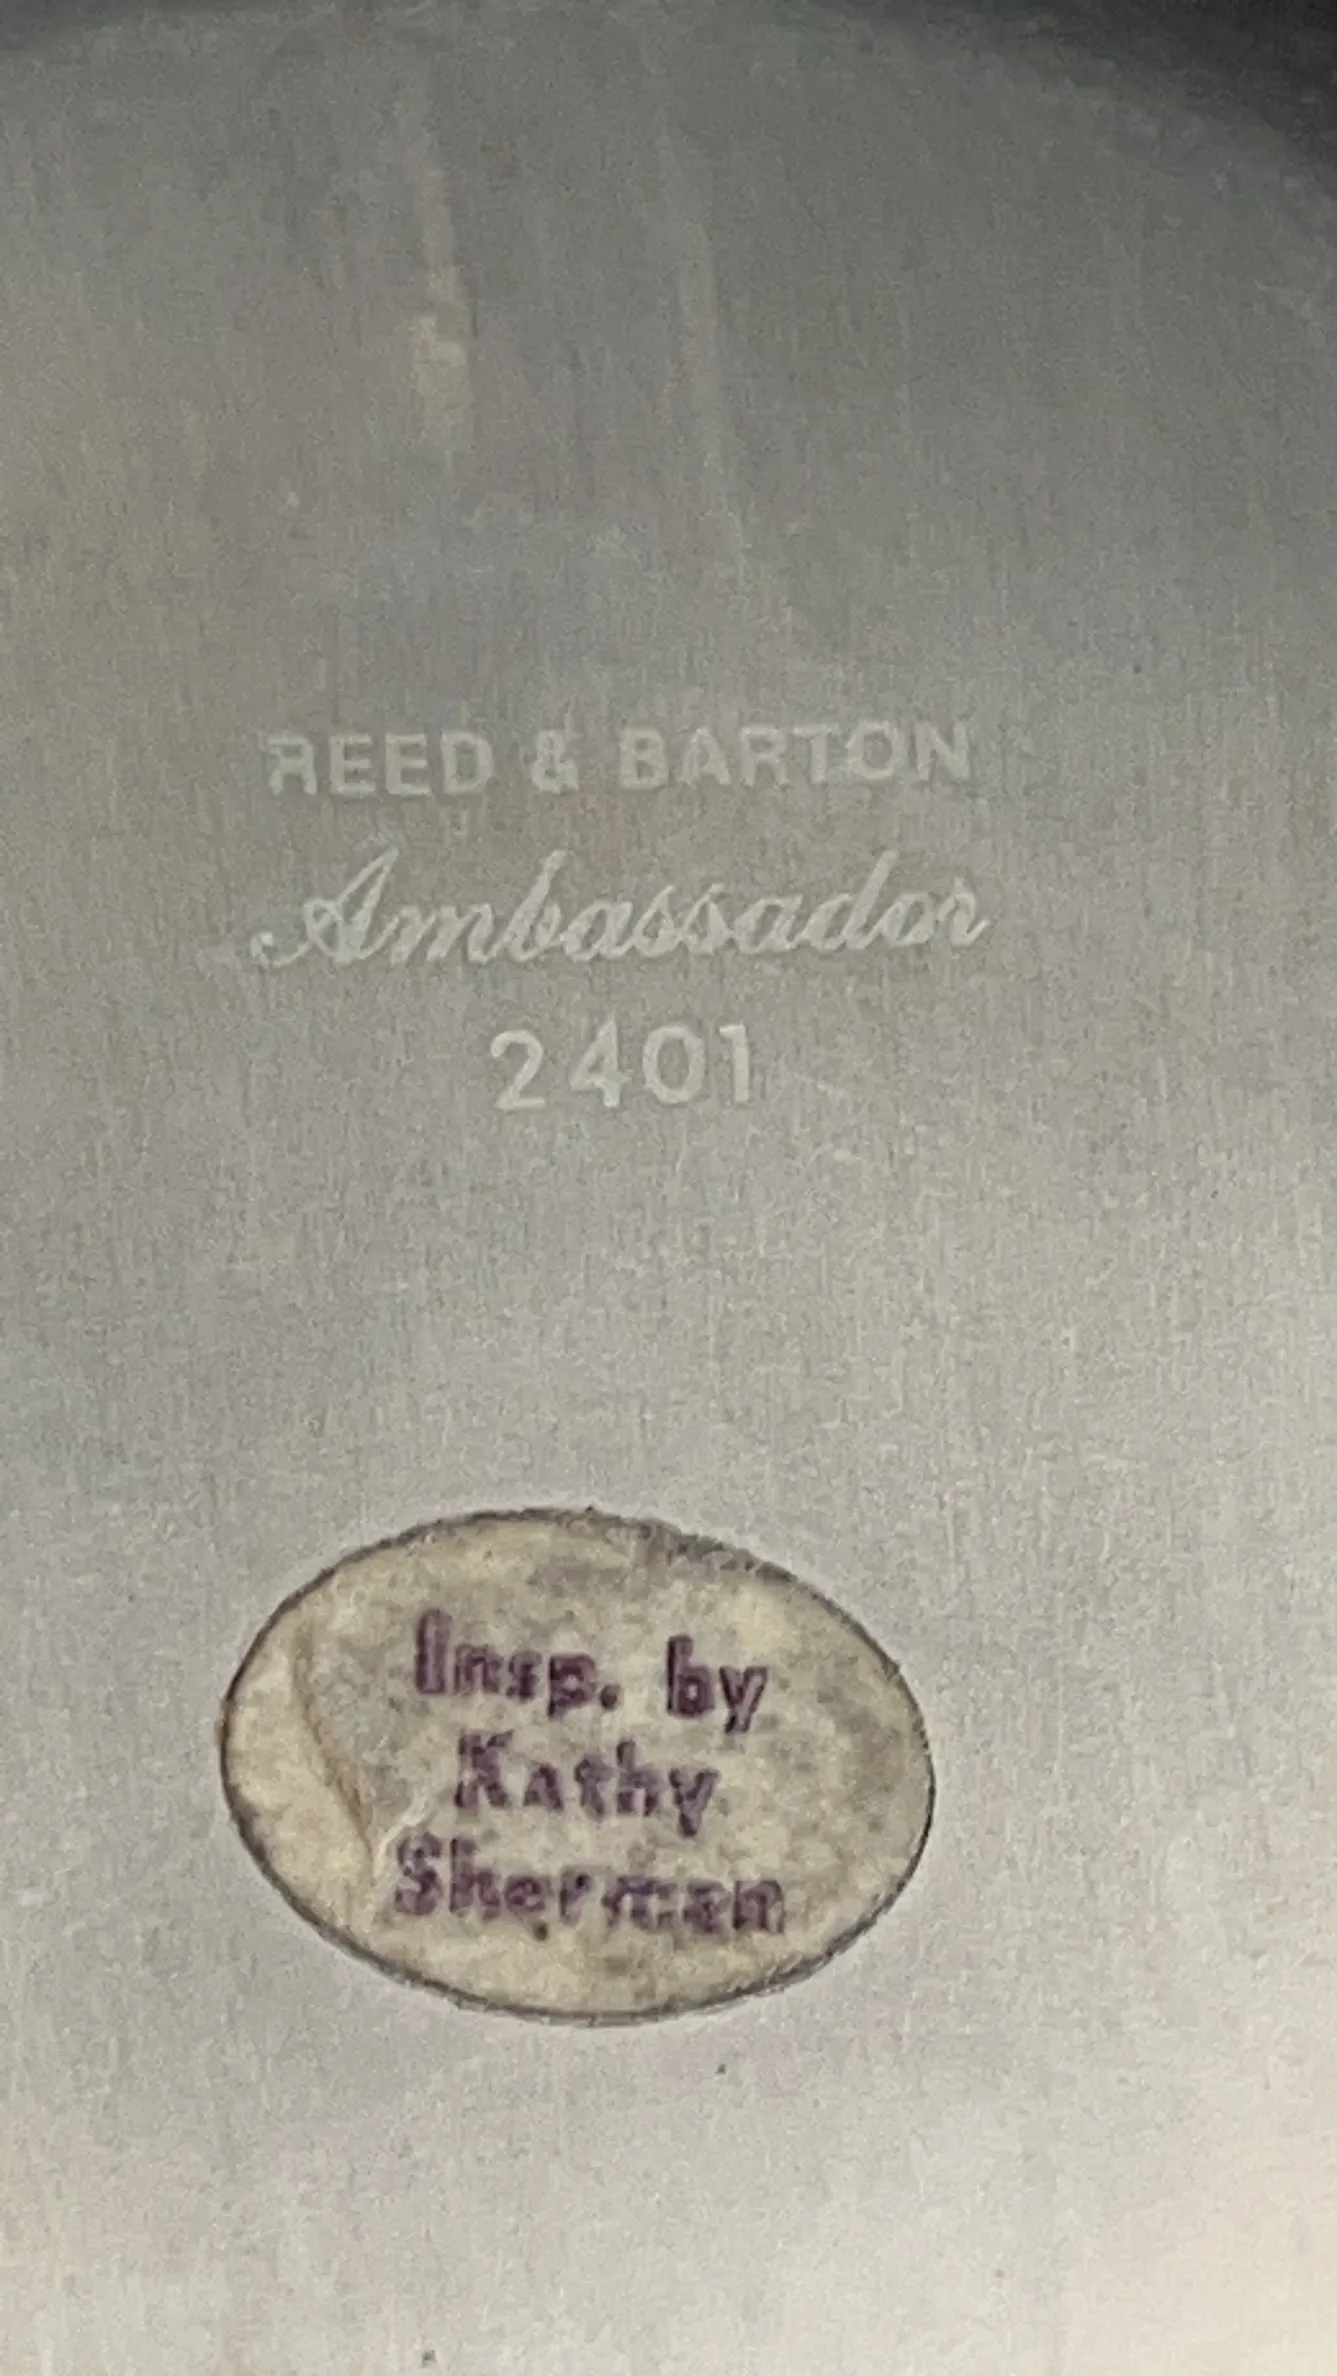 REED & BARTON
Ambassador
2401
Insp. by
Kathy
Sherman